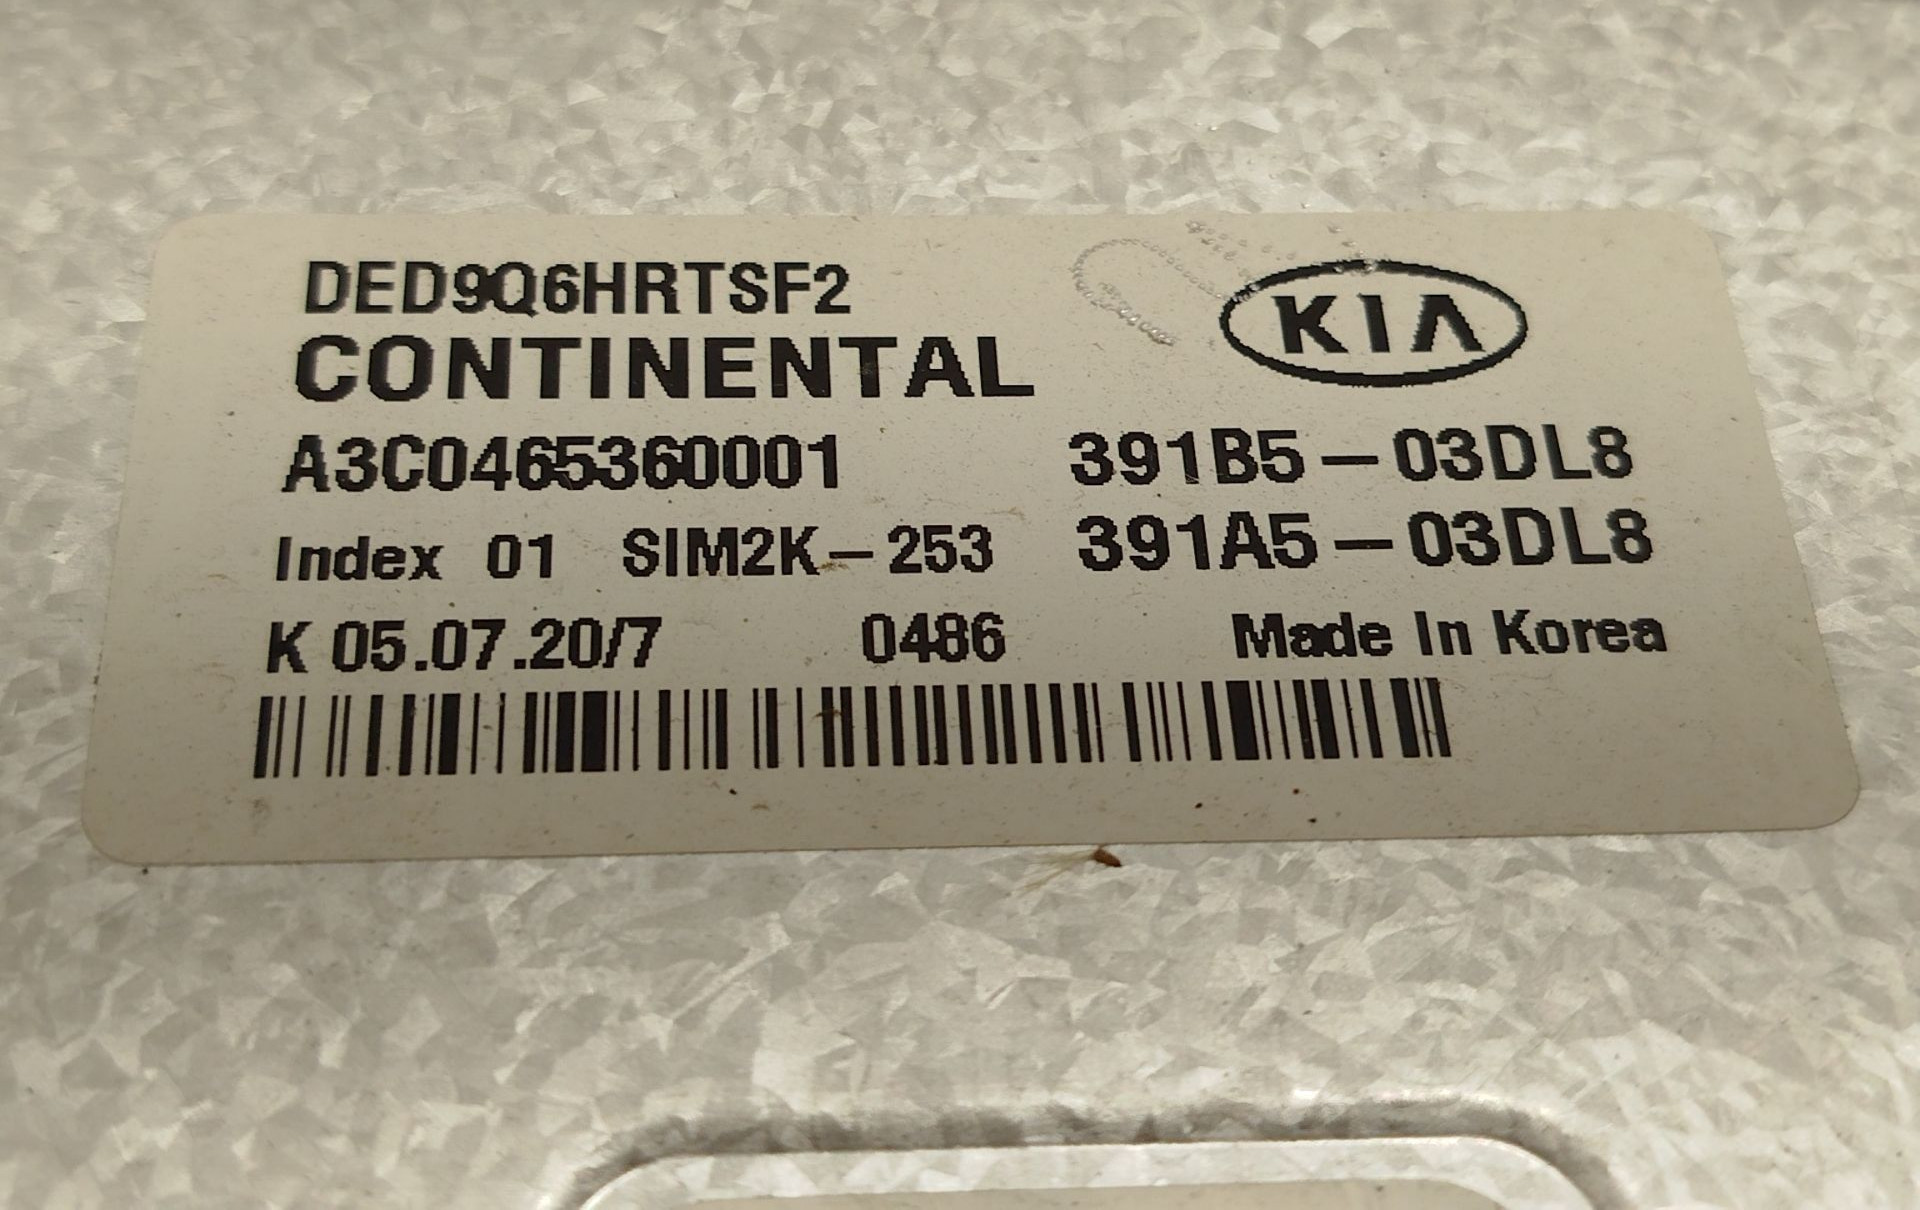 DED9Q6HRTSF2
KIA
CONTINENTAL
A3C0465360001 391B5-03DL8
Index 01 SIM2K-253 391A5-03DL8
K 05.07.20/7 0486 Made In Korea